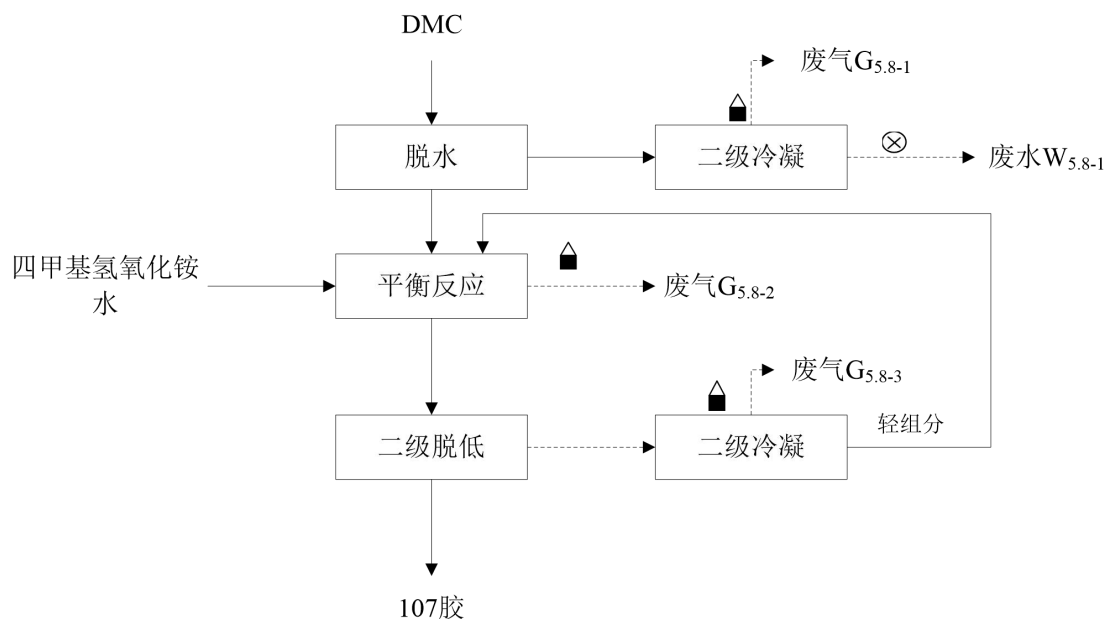 DMC
废气G5.8-1
脱水
二级冷凝
废水W5.8-1
四甲基氢氧化铵
水
平衡反应
废气G5.8-2
废气G5.8-3
二级脱低
二级冷凝
轻组分
107胶